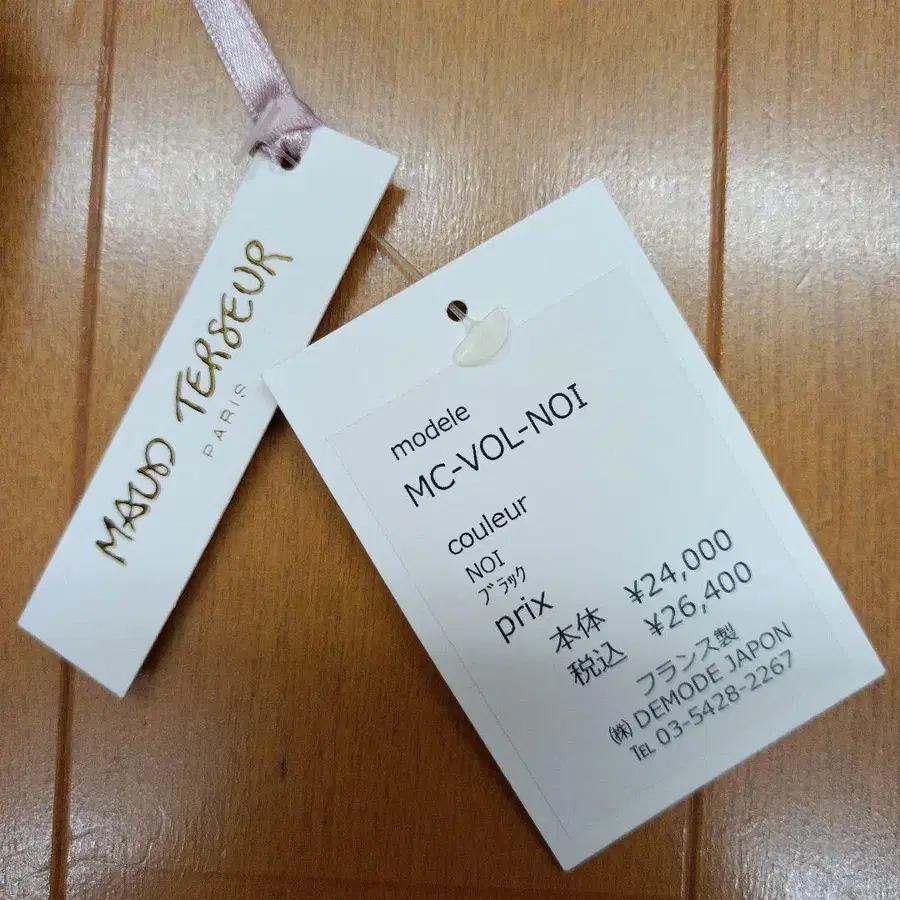 MAUD TERSEUR
PARIS
modele
MC-VOL-NOI
couleur
NOI
ﾌﾞﾗｯｸ
prix
本体 ¥24,000
税込 ¥26,400
フランス製
㈱ DEMODE JAPON
℡ 03-5428-2267